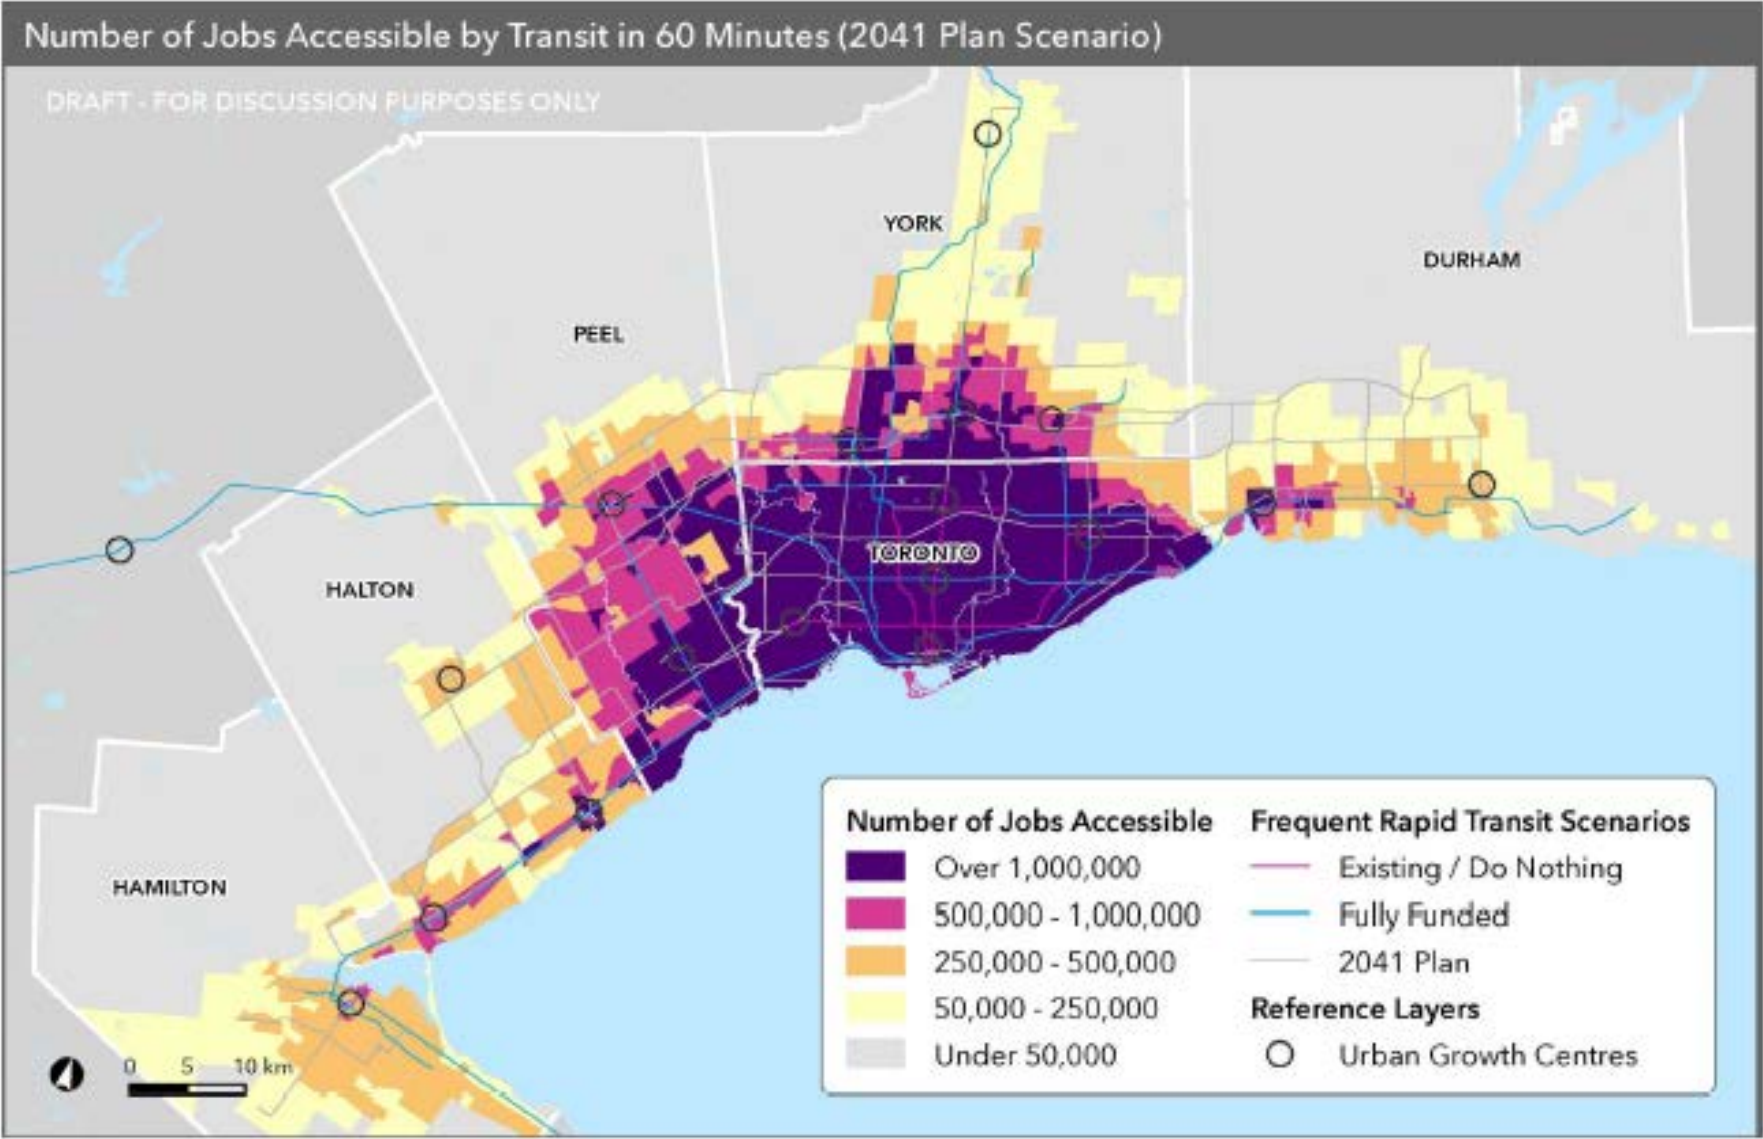 Number of Jobs Accessible by Transit in 60 Minutes (2041 Plan Scenario)
DRAFT - FOR DISCUSSION PURPOSES ONLY
YORK
DURHAM
PEEL
TORONTO
HALTON
HAMILTON
0 5 10 km
Number of Jobs Accessible
Over 1,000,000
500,000 - 1,000,000
250,000 - 500,000
50,000 - 250,000
Under 50,000
Frequent Rapid Transit Scenarios
Existing / Do Nothing
Fully Funded
2041 Plan
Reference Layers
Urban Growth Centres